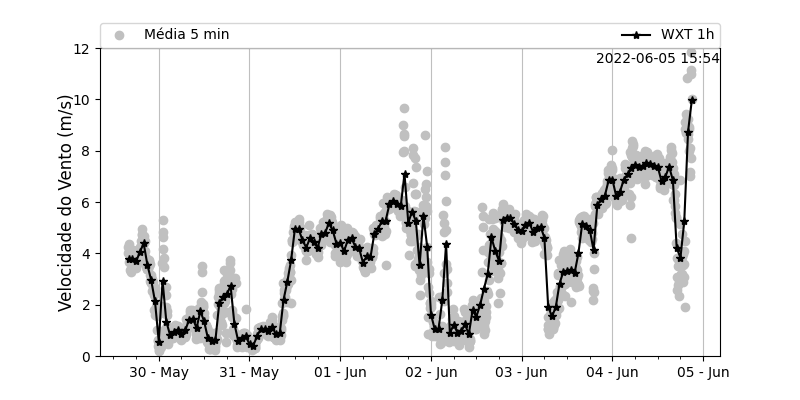 Média 5 min
WXT 1h
2022-06-05 15:54
Velocidade do Vento (m/s)
12
10
8
6
4
2
0
30 - May
31 - May
01 - Jun
02 - Jun
03 - Jun
04 - Jun
05 - Jun